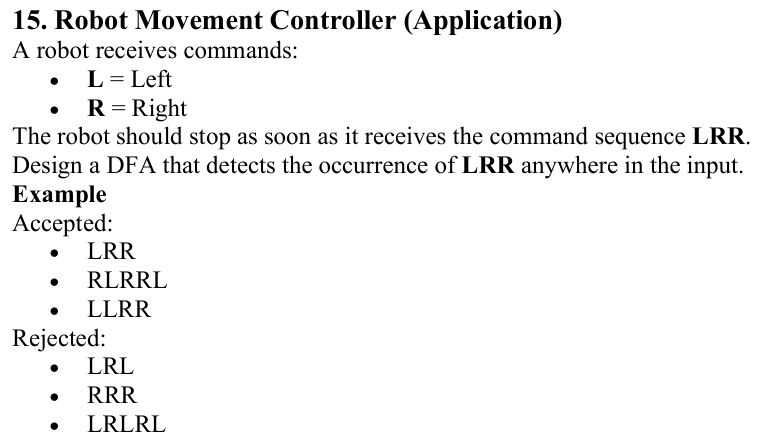 15. Robot Movement Controller (Application)
A robot receives commands:
• L = Left
• R = Right
The robot should stop as soon as it receives the command sequence LRR.
Design a DFA that detects the occurrence of LRR anywhere in the input.
Example
Accepted:
• LRR
• RLRRL
• LLRR
Rejected:
• LRL
• RRR
• LRLRL